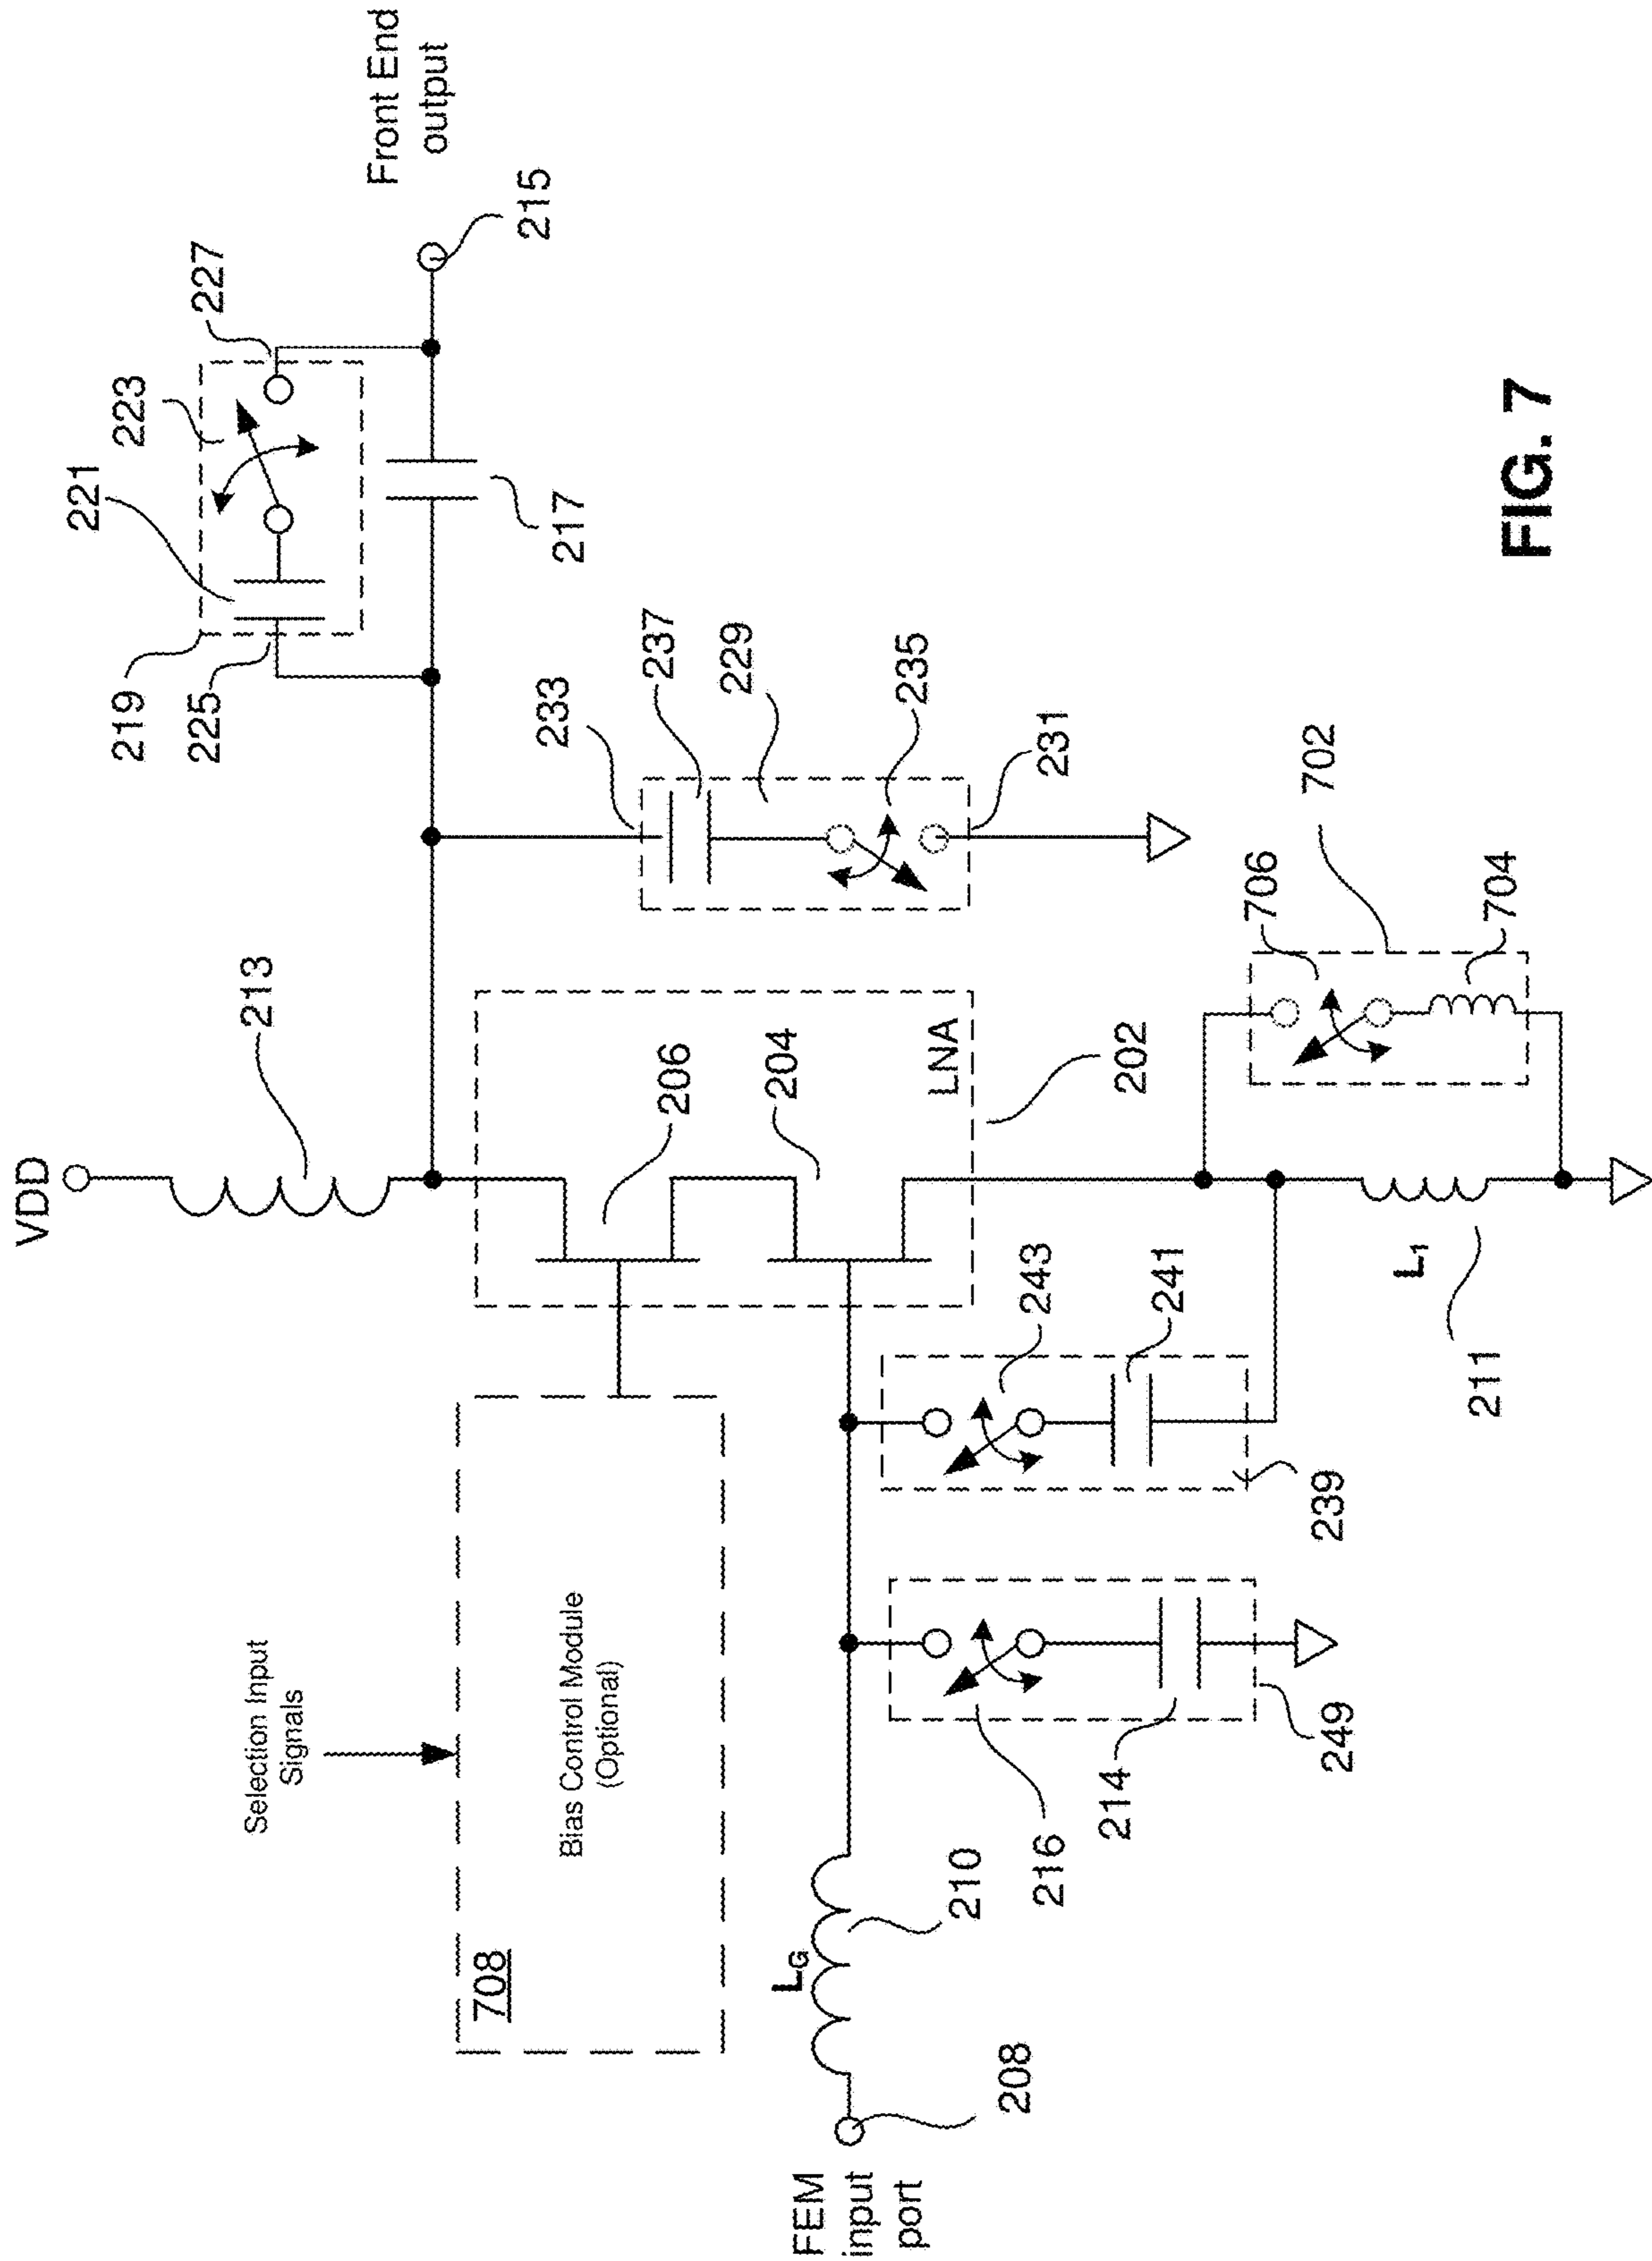 VDD
213
219
221
223
225
227
217
215
Front End
output
233
237
229
235
231
206
204
LNA
202
Selection Input
Signals
708
Bias Control Module
(Optional)
FEM
input
port
208
L_G
210
216
214
249
243
241
239
L₁
211
702
706
704
FIG. 7